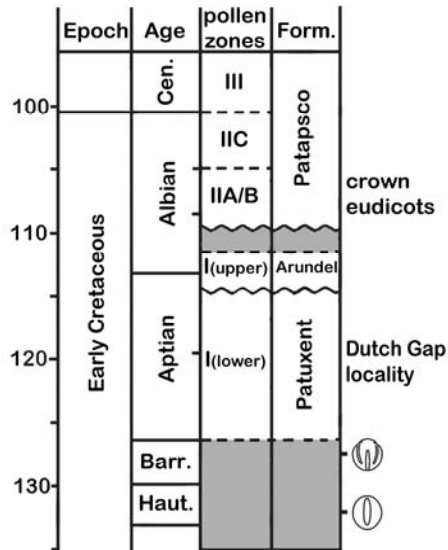 pollen
Epoch Age zones Form.
Cen. III
100
IIC
Albian Patapsco
IIA/B crown
eudicots
110
I(upper) Arundel
Early Cretaceous
120 Aptian I(lower) Patuxent Dutch Gap
locality
Barr.
130
Haut.